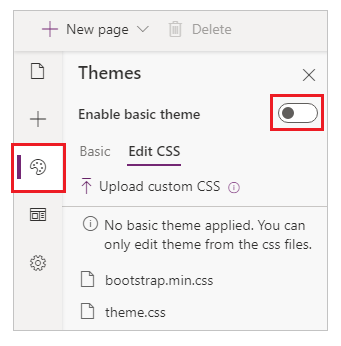 New page Delete
Themes
Enable basic theme
Basic Edit CSS
Upload custom CSS
No basic theme applied. You can
only edit theme from the css files.
bootstrap.min.css
theme.css